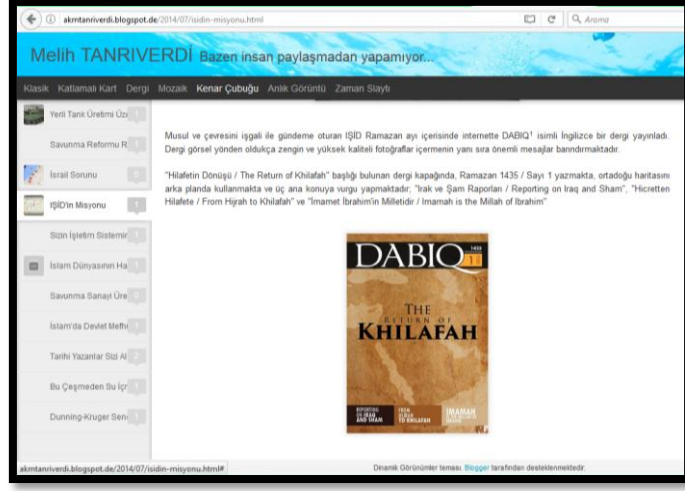 akmtanriverdi.blogspot.de/2014/07/isidin-misyonu.html
Arama
Melih TANRIVERDİ Bazen insan paylaşmadan yapamıyor...
Klasik Katlamalı Kart Dergi Mozaik Kenar Çubuğu Anlık Görüntü Zaman Slaytı
Yerli Tank Üretimi Üz
Savunma Reformu R
İsrail Sorunu
IŞİD'in Misyonu
Sizin İşletim Sistemir
İslam Dünyasının Ha
Savunma Sanayi Üre
İslam'da Devlet Mefh
Tarihi Yazanlar Sizi Al
Bu Çeşmeden Su İçr
Dunning-Kruger Sen
Musul ve çevresini işgali ile gündeme oturan IŞİD Ramazan ayı içerisinde internette DABIQ¹ isimli İngilizce bir dergi yayınladı.
Dergi görsel yönden oldukça zengin ve yüksek kaliteli fotoğraflar içermenin yanı sıra önemli mesajlar barındırmaktadır.
"Hilafetin Dönüşü / The Return of Khilafah" başlığı bulunan dergi kapağında, Ramazan 1435 / Sayı 1 yazmakta, ortadoğu haritasını
arka planda kullanmakta ve üç ana konuya vurgu yapmaktadır; "Irak ve Şam Raporları / Reporting on Iraq and Sham", "Hicretten
Hilafete / From Hijrah to Khilafah" ve "İmamet İbrahim'in Milletidir / Imamah is the Millah of Ibrahim"
DABIQ
1435
THE
RETURN OF
KHILAFAH
REPORTING
ON IRAQ
AND SHAM
FROM
HIJRAH
TO KHILAFAH
IMAMAH
akmtanriverdi.blogspot.de/2014/07/isidin-misyonu.html#
Dinamik Görünümler teması. Blogger tarafından desteklenmektedir.